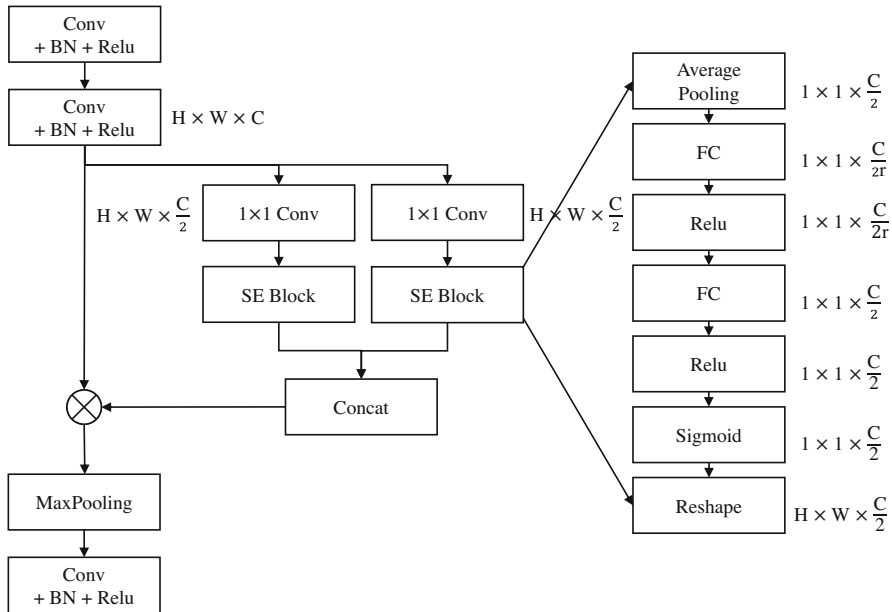 Conv
+ BN + Relu
Conv
+ BN + Relu
H × W × C
H × W × C/2
1×1 Conv
1×1 Conv
H × W × C/2
SE Block
SE Block
Concat
MaxPooling
Conv
+ BN + Relu
Average
Pooling
1 × 1 × C/2
FC
1 × 1 × C/2r
Relu
1 × 1 × C/2r
FC
1 × 1 × C/2
Relu
1 × 1 × C/2
Sigmoid
1 × 1 × C/2
Reshape
H × W × C/2